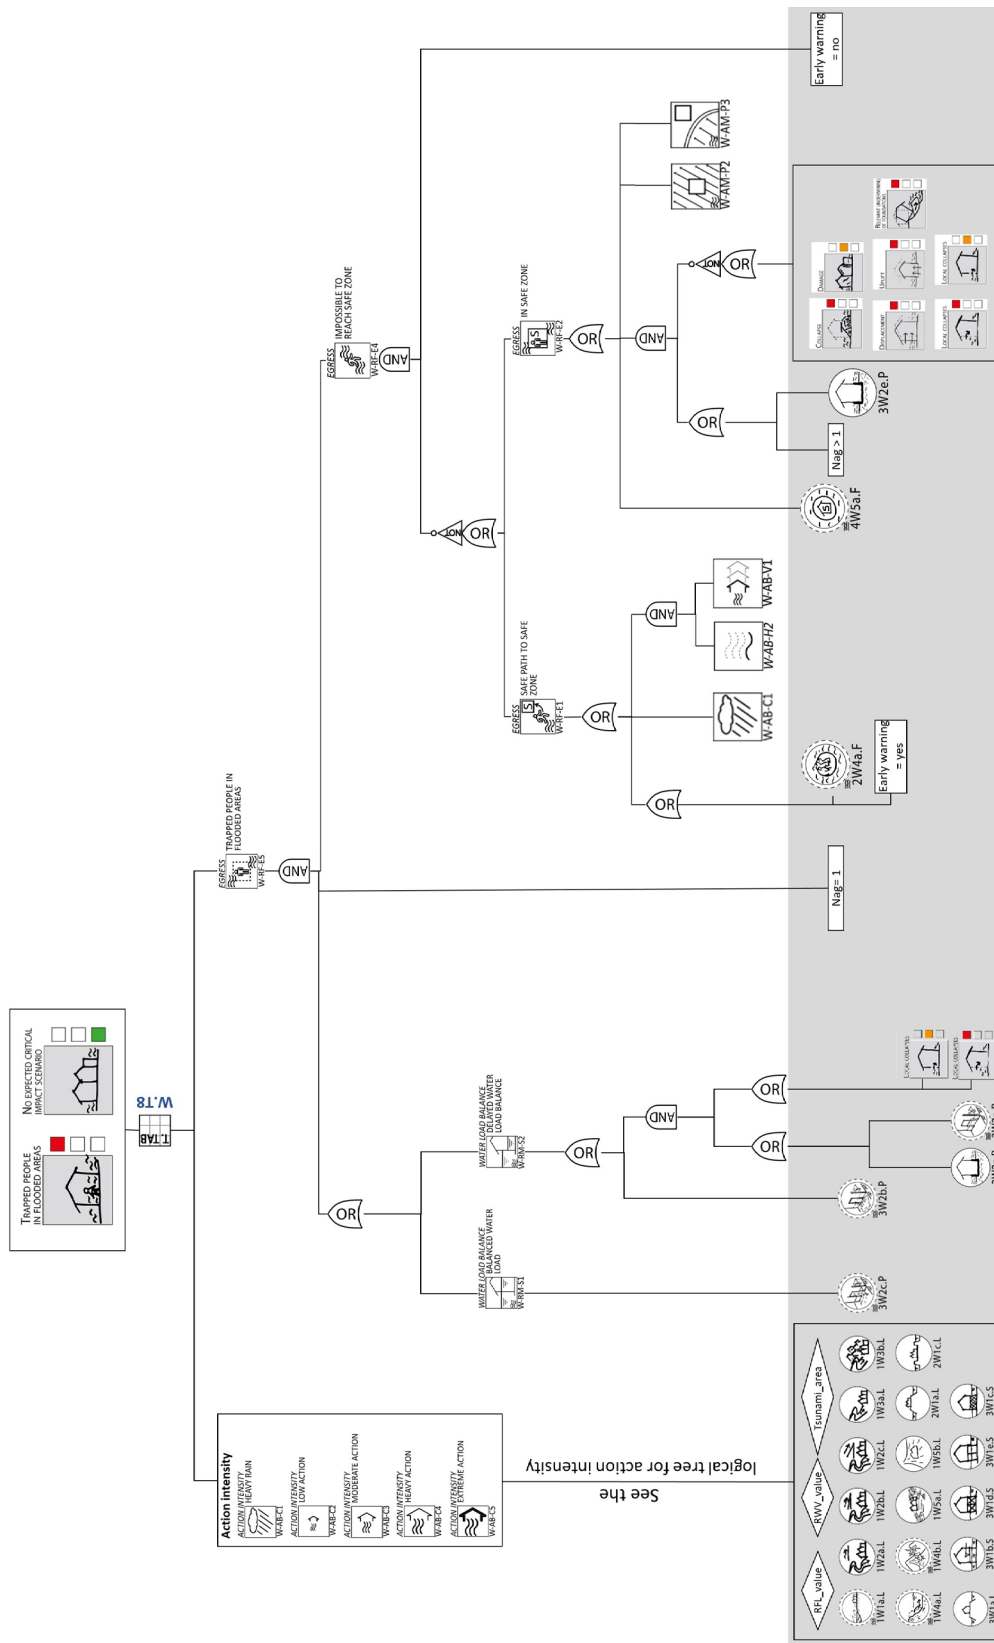 TRAPPED PEOPLE
IN FLOODED AREAS
NO EXPECTED CRITICAL
IMPACT SCENARIO
T.TAB
W.T8
Action intensity
ACTION INTENSITY
HEAVY RAIN
W-AB-C1
ACTION INTENSITY
LOW ACTION
W-AB-C2
ACTION INTENSITY
MODERATE ACTION
W-AB-C3
ACTION INTENSITY
HEAVY ACTION
W-AB-C4
ACTION INTENSITY
EXTREME ACTION
W-AB-C5
See the
logical tree for action intensity
EGRESS
TRAPPED PEOPLE IN
FLOODED AREAS
W-RF-E5
AND
OR
WATER LOAD BALANCE
BALANCED WATER
LOAD
W-RM-S1
WATER LOAD BALANCE
DELAYED WATER
LOAD BALANCE
W-RM-S2
OR
AND
OR
OR
EGRESS
IMPOSSIBLE TO
REACH SAFE ZONE
W-RF-E4
AND
NOT
OR
EGRESS
SAFE PATH TO SAFE
ZONE
W-RF-E1
OR
OR
AND
W-AB-C1
W-AB-H2
W-AB-V1
EGRESS
IN SAFE ZONE
W-RF-E2
OR
AND
OR
NOT
OR
W-AM-P2
W-AM-P3
RFL_value
RWV_value
Tsunami_area
1W1a.L
1W2a.L
1W2b.L
1W2c.L
1W3a.L
1W3b.L
1W4a.L
1W4b.L
1W5a.L
1W5b.L
2W1a.L
2W1c.L
3W1b.S
3W1d.S
3W1e.S
3W1c.S
3W2c.P
3W2b.P
LOCAL COLLAPSES
LOCAL COLLAPSES
Nag= 1
2W4a.F
Early warning
= yes
4W5a.F
Nag > 1
3W2e.P
COLLAPSE
DAMAGE
DISPLACEMENT
UPLIFT
RELEVANT UNDERMINING
OF FOUNDATIONS
LOCAL COLLAPSES
LOCAL COLLAPSES
Early warning
= no